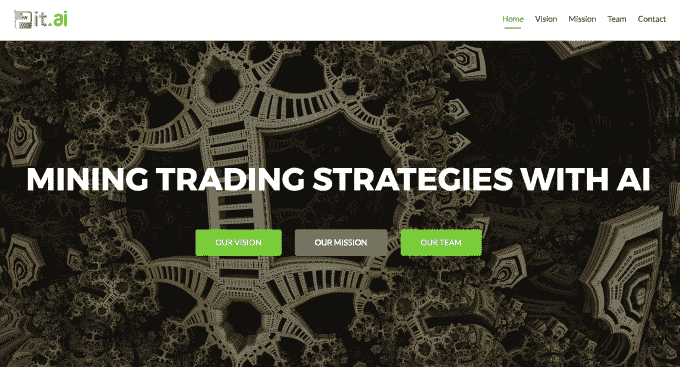 it.ai
Home Vision Mission Team Contact
MINING TRADING STRATEGIES WITH AI
OUR VISION OUR MISSION OUR TEAM